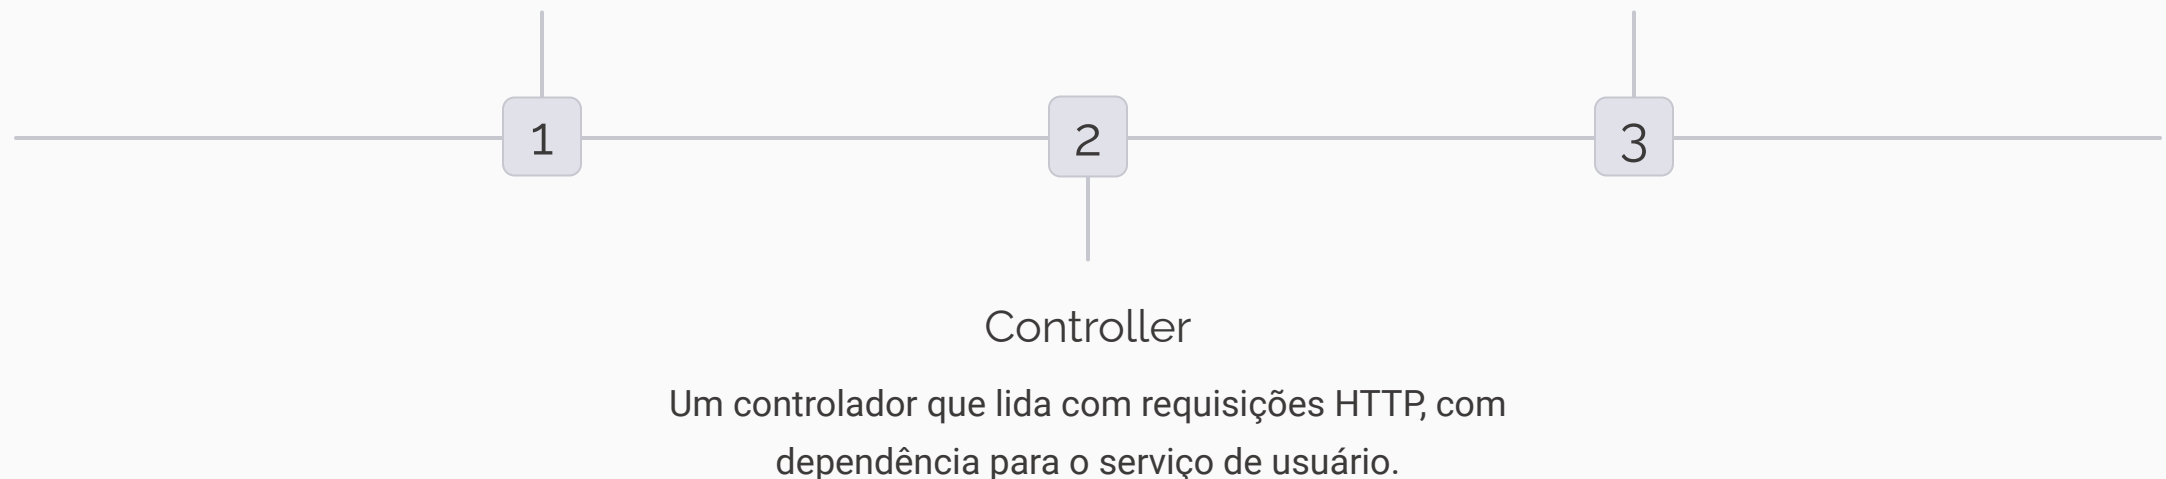 1
2
3
Controller
Um controlador que lida com requisições HTTP, com
dependência para o serviço de usuário.